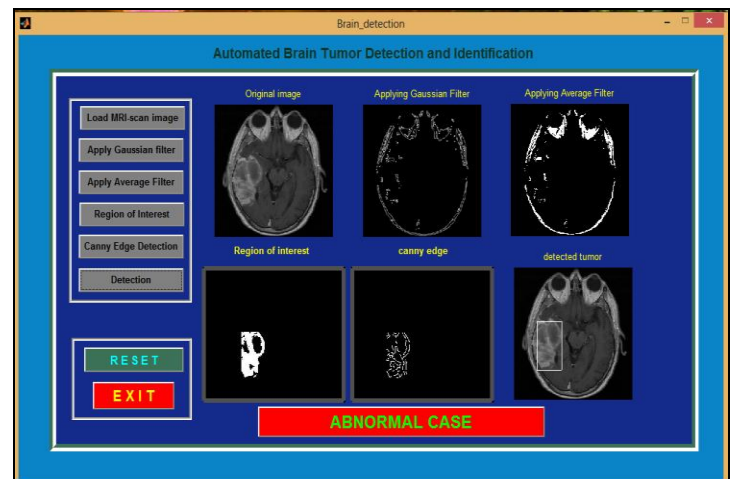 Brain_detection
Automated Brain Tumor Detection and Identification
Load MRI-scan image
Apply Gaussian filter
Apply Average Filter
Region of Interest
Canny Edge Detection
Detection
RESET
EXIT
Original image
Applying Gaussian Filter
Applying Average Filter
Region of interest
canny edge
detected tumor
ABNORMAL CASE